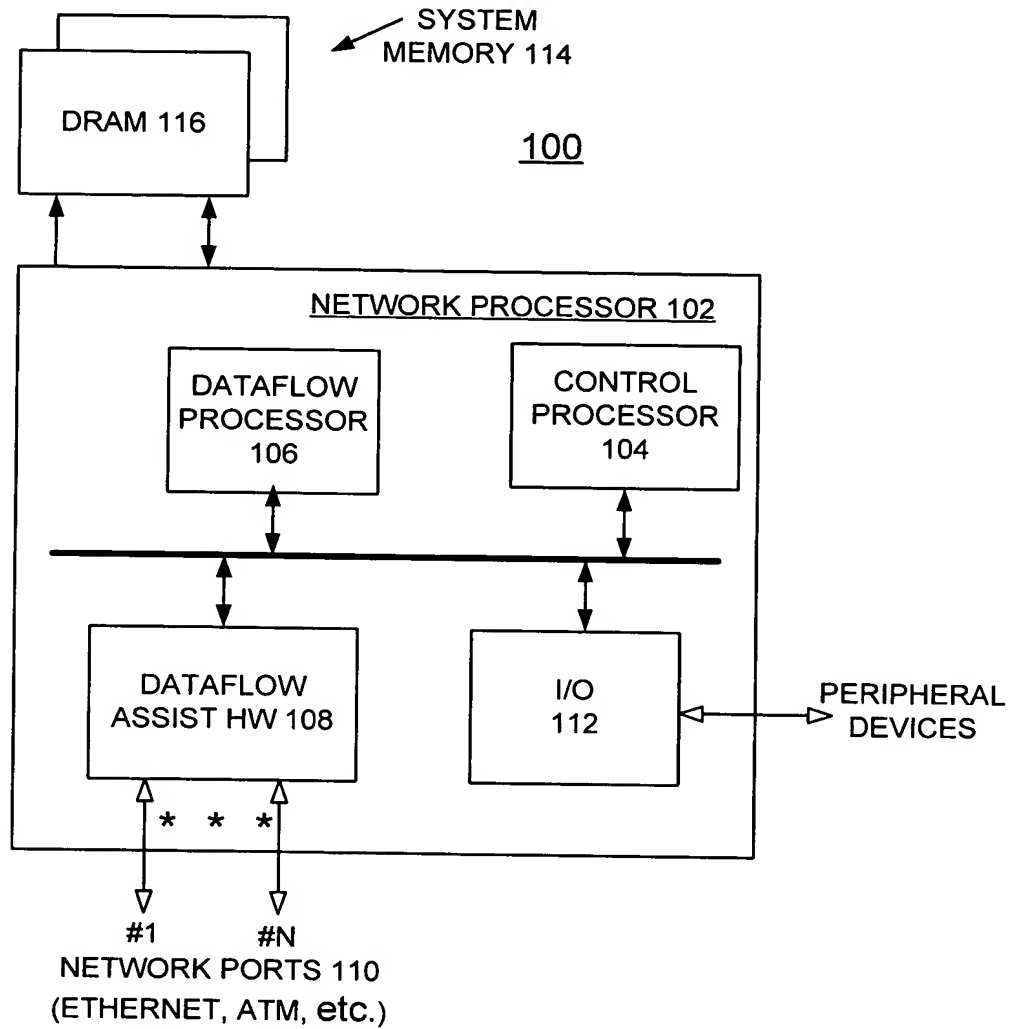 SYSTEM
MEMORY 114
DRAM 116
100
NETWORK PROCESSOR 102
DATAFLOW
PROCESSOR
106
CONTROL
PROCESSOR
104
DATAFLOW
ASSIST HW 108
I/O
112
PERIPHERAL
DEVICES
* * *
#1 #N
NETWORK PORTS 110
(ETHERNET, ATM, etc.)